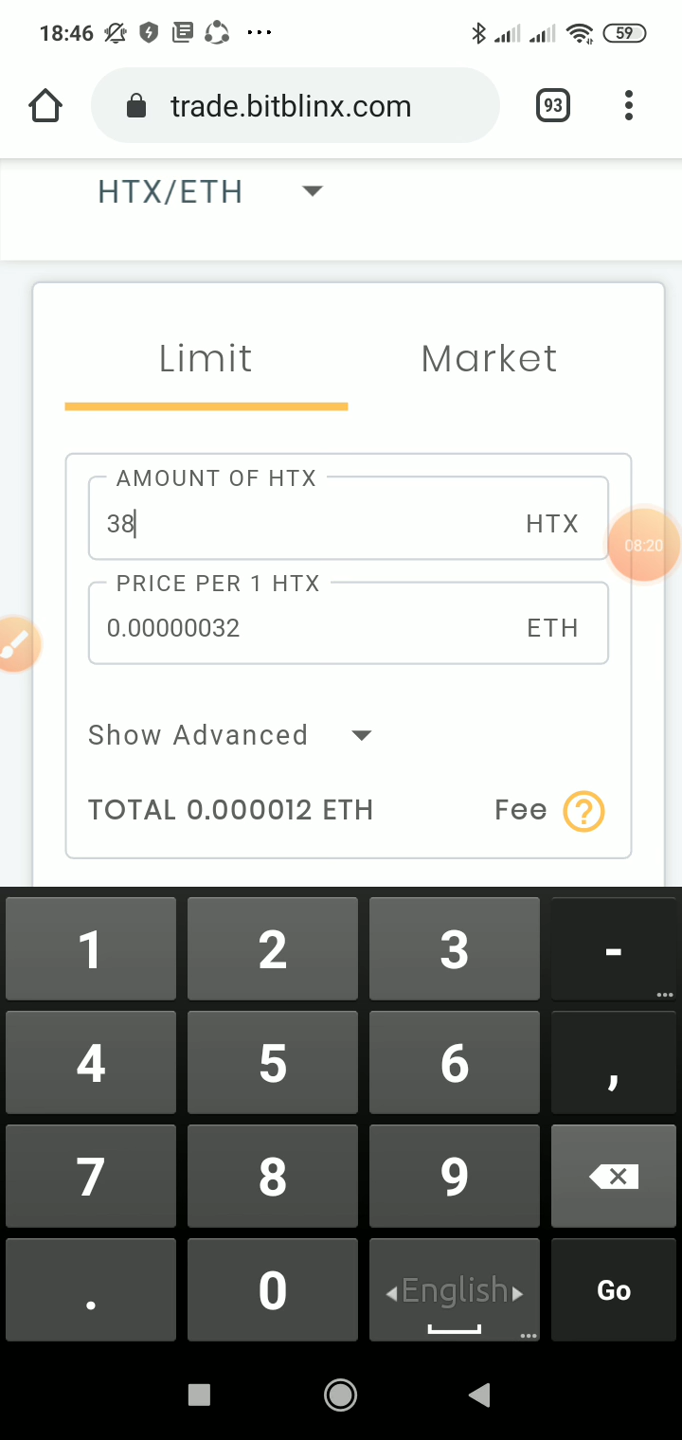 18:46 59
trade.bitblinx.com 93
HTX/ETH
Limit Market
AMOUNT OF HTX
38 HTX
08:20
PRICE PER 1 HTX
0.00000032 ETH
Show Advanced
TOTAL 0.000012 ETH Fee ?
1 2 3 -
4 5 6 ,
7 8 9
. 0 English Go